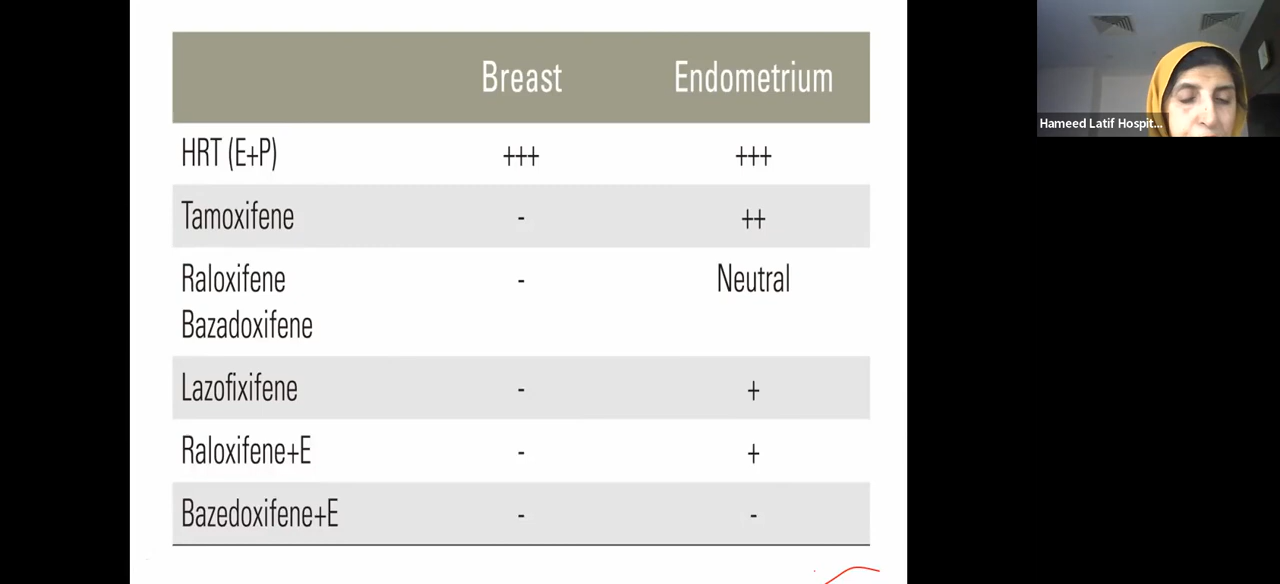 Breast Endometrium
HRT (E+P) +++ +++
Tamoxifene - ++
Raloxifene - Neutral
Bazadoxifene
Lazofixifene - +
Raloxifene+E - +
Bazedoxifene+E - -
Hameed Latif Hospit...